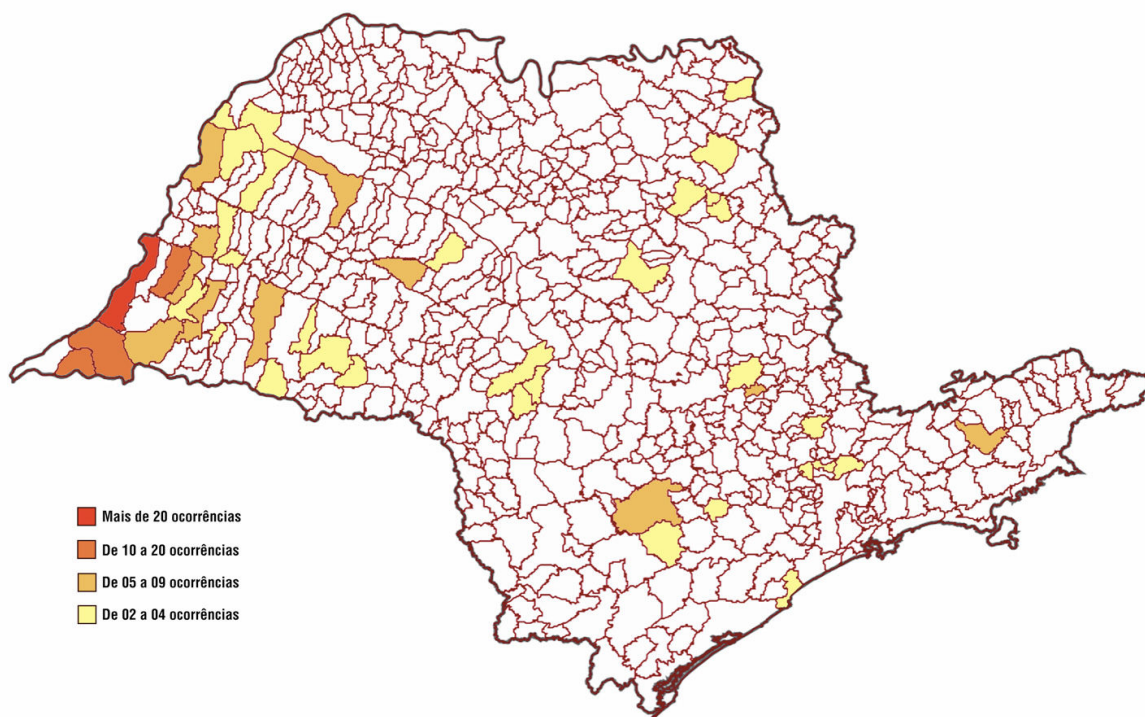 Mais de 20 ocorrências
De 10 a 20 ocorrências
De 05 a 09 ocorrências
De 02 a 04 ocorrências